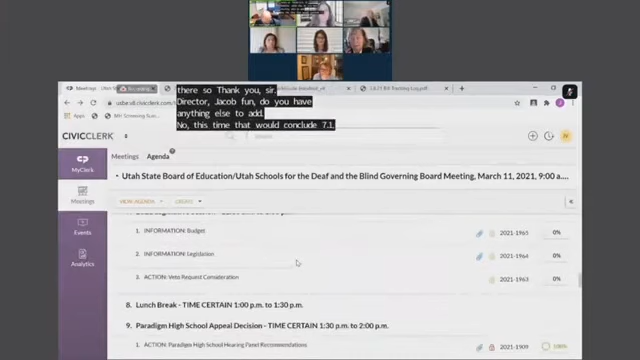 there so Thank you, sir.
Director, Jacob fun, do you have
anything else to add.
No, this time that would conclude 7.1
CIVICCLERK
MyClerk
Meetings
Events
Analytics
Meetings Agenda
Utah State Board of Education/Utah Schools for the Deaf and the Blind Governing Board Meeting, March 11, 2021, 9:00 a....
VIEW AGENDA CREATE
1. INFORMATION: Budget 2021-1965 0%
2. INFORMATION: Legislation 2021-1964 0%
3. ACTION: Veto Request Consideration 2021-1963 0%
8. Lunch Break - TIME CERTAIN 1:00 p.m. to 1:30 p.m.
9. Paradigm High School Appeal Decision - TIME CERTAIN 1:30 p.m. to 2:00 p.m.
1. ACTION: Paradigm High School Hearing Panel Recommendations 2021-1909 100%